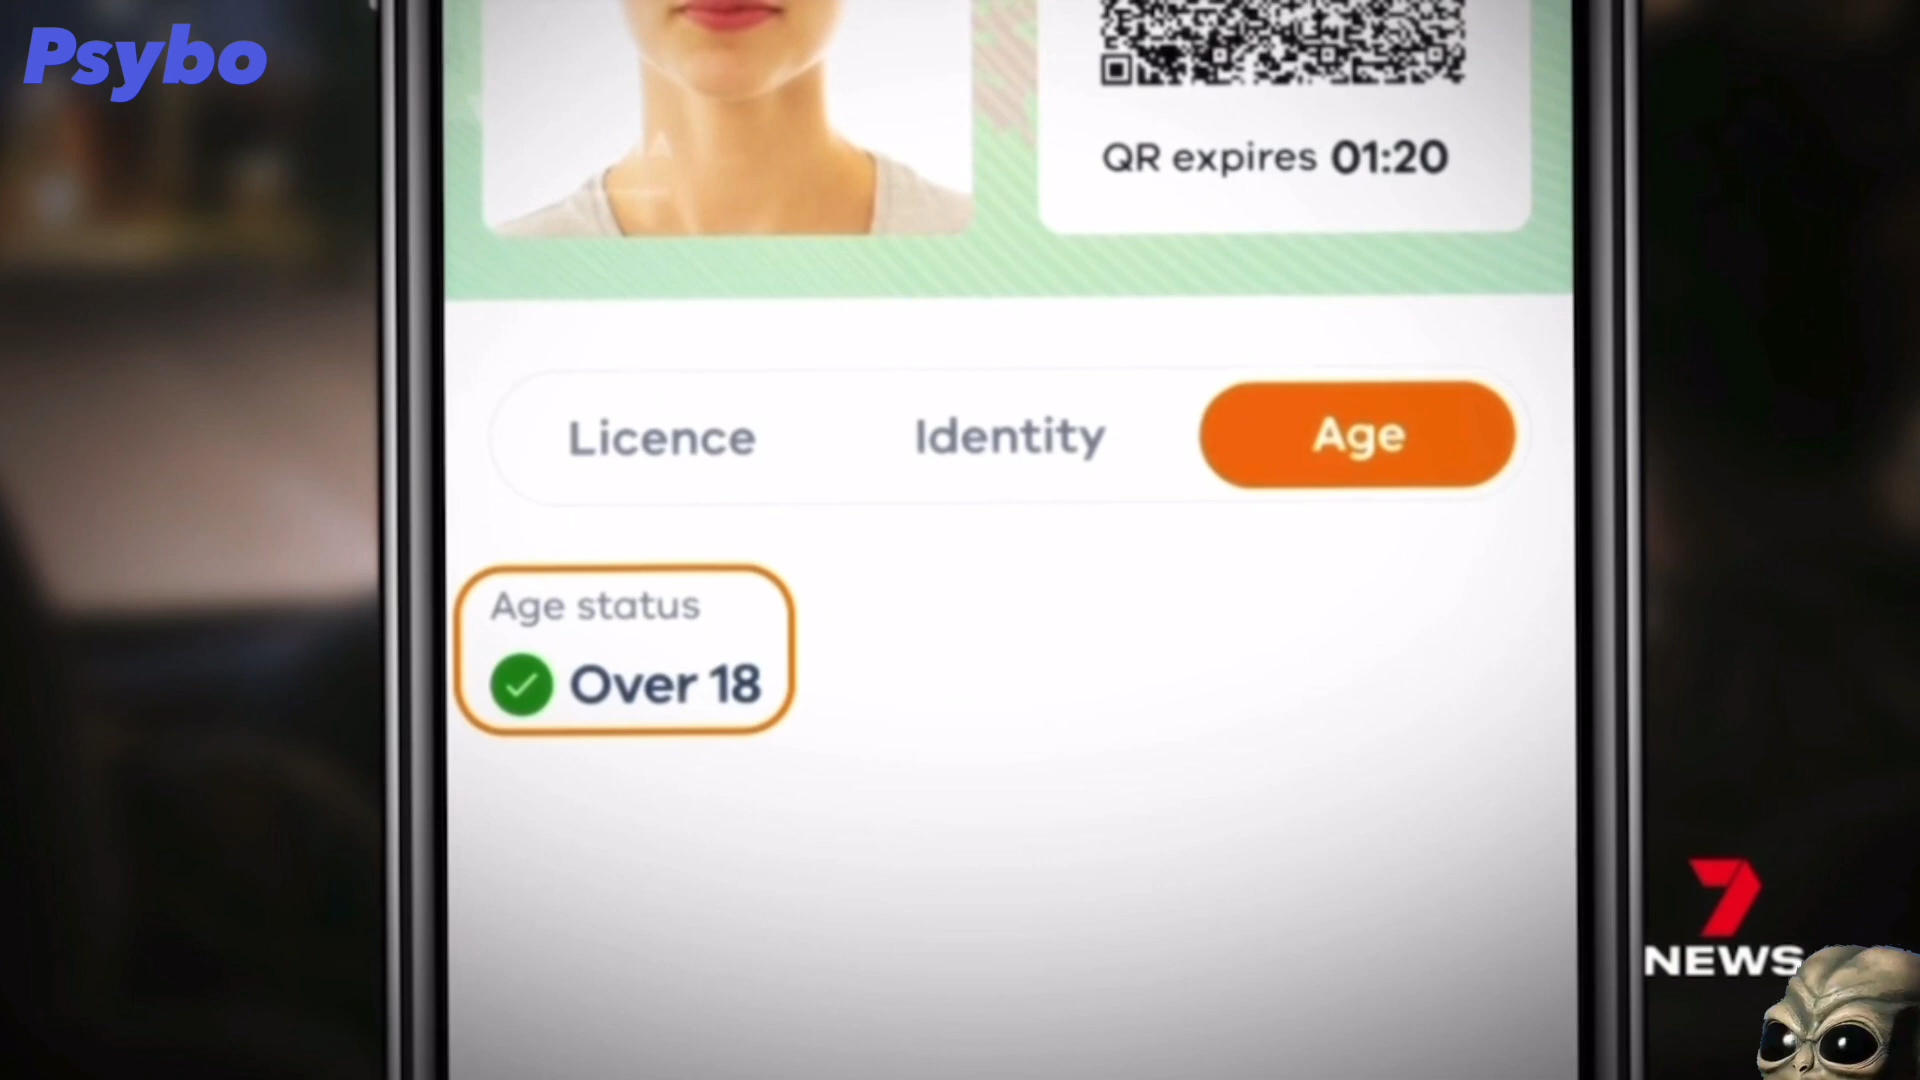 Psybo
QR expires 01:20
Licence
Identity
Age
Age status
Over 18
7
NEWS